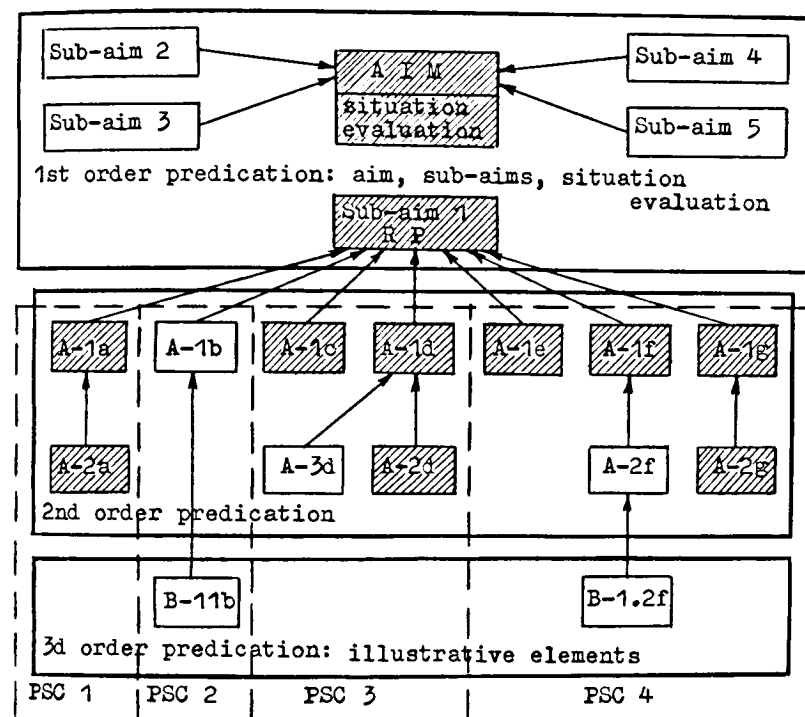 Sub-aim 2
A I M
Sub-aim 4
situation
evaluation
Sub-aim 3
Sub-aim 5
1st order predication: aim, sub-aims, situation
evaluation
Sub-aim 1
R P
A-1a
A-1b
A-1c
A-1d
A-1e
A-1f
A-1g
A-2a
A-3d
A-2d
A-2f
A-2g
2nd order predication
B-11b
B-1.2f
3d order predication: illustrative elements
PSC 1
PSC 2
PSC 3
PSC 4